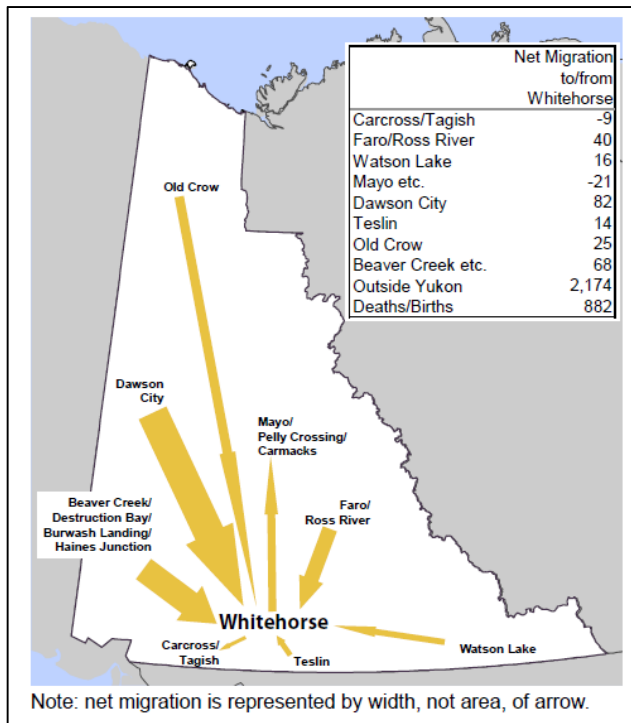 Net Migration
to/from
Whitehorse
Carcross/Tagish -9
Faro/Ross River 40
Watson Lake 16
Mayo etc. -21
Dawson City 82
Teslin 14
Old Crow 25
Beaver Creek etc. 68
Outside Yukon 2,174
Deaths/Births 882
Old Crow
Dawson
City
Mayo/
Pelly Crossing/
Carmacks
Beaver Creek/
Destruction Bay/
Burwash Landing/
Haines Junction
Faro/
Ross River
Whitehorse
Carcross/
Tagish
Teslin
Watson Lake
Note: net migration is represented by width, not area, of arrow.